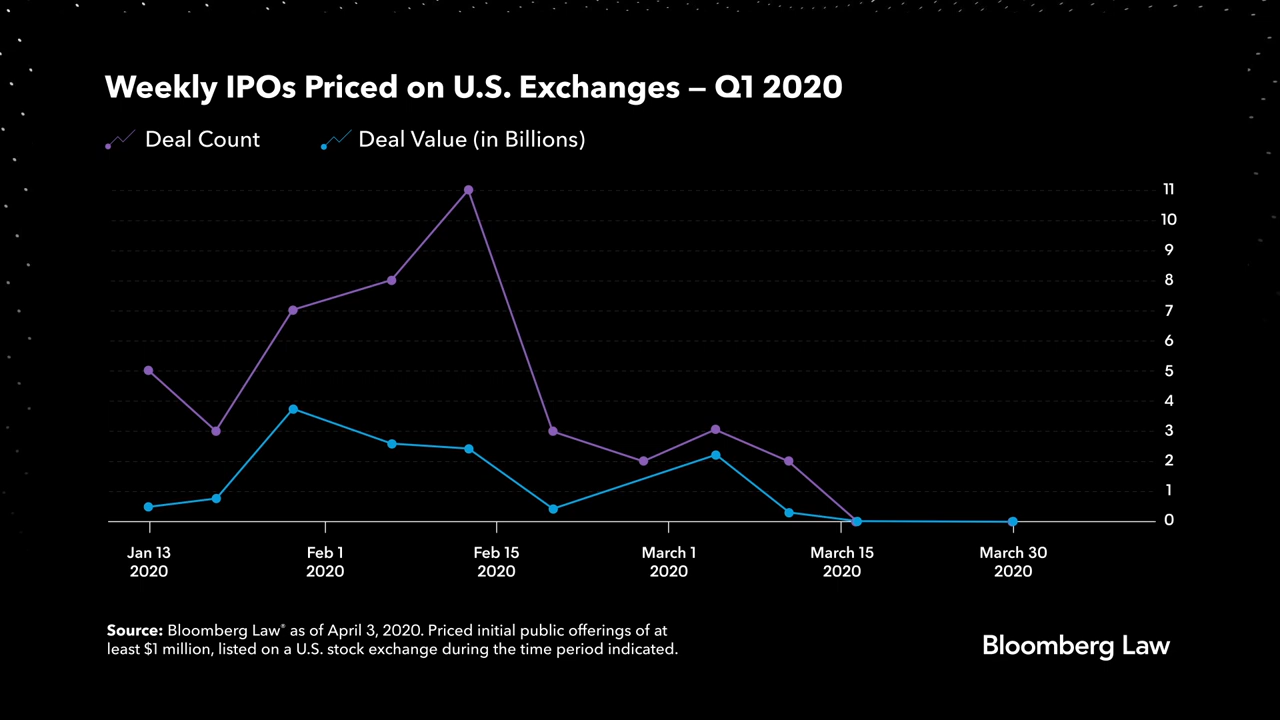 Weekly IPOs Priced on U.S. Exchanges – Q1 2020
Deal Count
Deal Value (in Billions)
11
10
9
8
7
6
5
4
3
2
1
0
Jan 13
2020
Feb 1
2020
Feb 15
2020
March 1
2020
March 15
2020
March 30
2020
Source: Bloomberg Law® as of April 3, 2020. Priced initial public offerings of at
least $1 million, listed on a U.S. stock exchange during the time period indicated.
Bloomberg Law